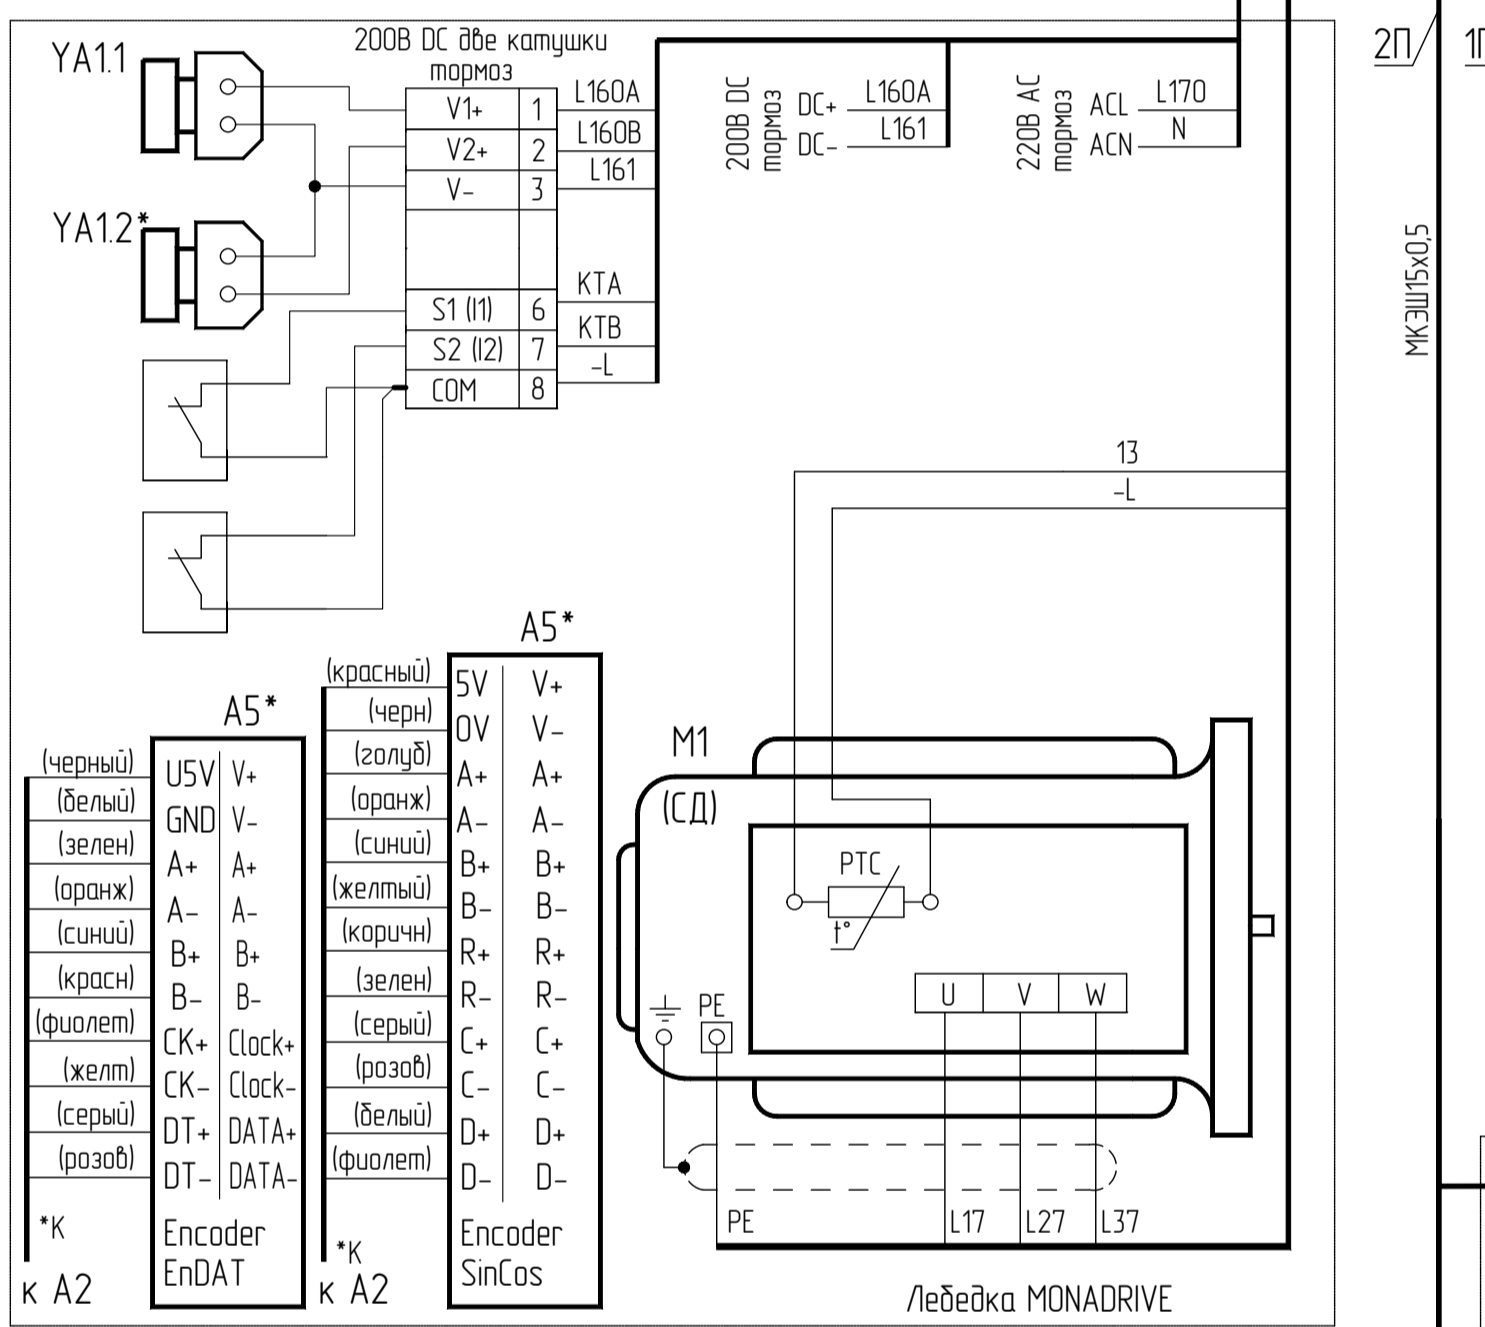 YA1.1
200В DC две катушки
тормоз
V1+ 1 L160A
V2+ 2 L160B
V- 3 L161
YA1.2*
S1 (I1) 6 KTA
S2 (I2) 7 KTB
COM 8 -L
200В DC
тормоз
DC+ L160A
DC- L161
220В AC
тормоз
ACL L170
ACN N
2П
1П
МКЭШ15х0,5
13
-L
A5*
(черный) U5V V+
(белый) GND V-
(зелен) A+ A+
(оранж) A- A-
(синий) B+ B+
(красн) B- B-
(фиолет) CK+ Clock+
(желт) CK- Clock-
(серый) DT+ DATA+
(розов) DT- DATA-
*К
Encoder
EnDAT
к А2
A5*
(красный) 5V V+
(черн) 0V V-
(голуб) A+ A+
(оранж) A- A-
(синий) B+ B+
(желтый) B- B-
(коричн) R+ R+
(зелен) R- R-
(серый) C+ C+
(розов) C- C-
(белый) D+ D+
(фиолет) D- D-
*К
Encoder
SinCos
к А2
M1
(СД)
PTC
t°
U V W
PE
PE L17 L27 L37
Лебедка MONADRIVE